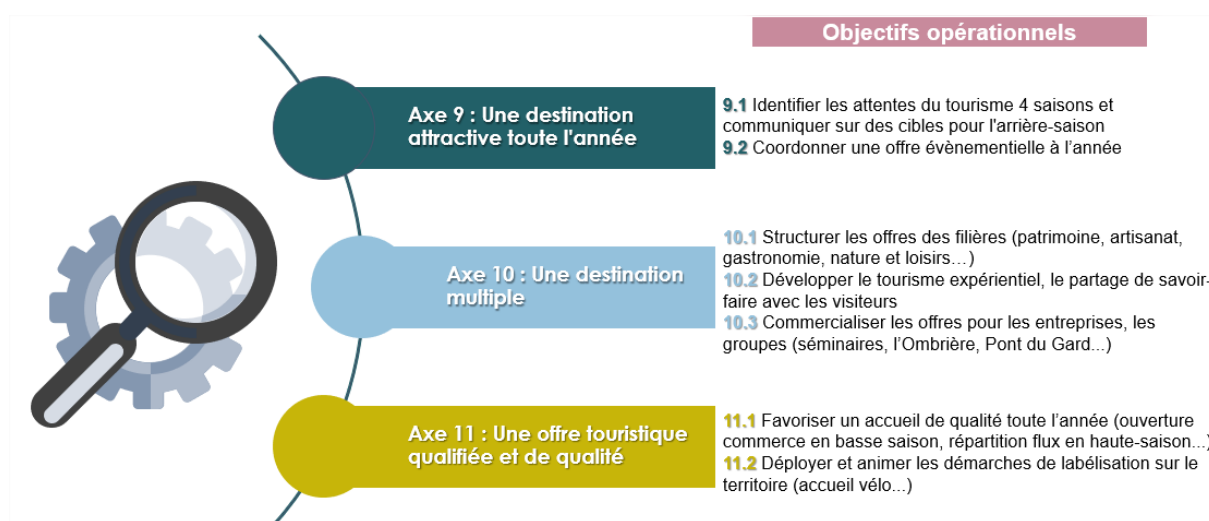 Objectifs opérationnels
Axe 9 : Une destination
attractive toute l'année
9.1 Identifier les attentes du tourisme 4 saisons et
communiquer sur des cibles pour l'arrière-saison
9.2 Coordonner une offre évènementielle à l’année
Axe 10 : Une destination
multiple
10.1 Structurer les offres des filières (patrimoine, artisanat,
gastronomie, nature et loisirs…)
10.2 Développer le tourisme expérientiel, le partage de savoir-
faire avec les visiteurs
10.3 Commercialiser les offres pour les entreprises, les
groupes (séminaires, l’Ombrière, Pont du Gard...)
Axe 11 : Une offre touristique
qualifiée et de qualité
11.1 Favoriser un accueil de qualité toute l’année (ouverture
commerce en basse saison, répartition flux en haute-saison...)
11.2 Déployer et animer les démarches de labélisation sur le
territoire (accueil vélo...)